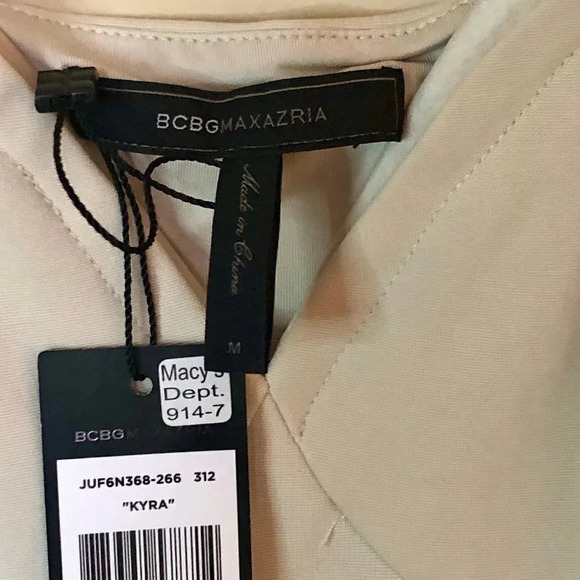 BCBGMAXAZRIA
Made in China
M
Macy's
Dept.
914-7
BCBGMAXAZRIA
JUF6N368-266 312
"KYRA"